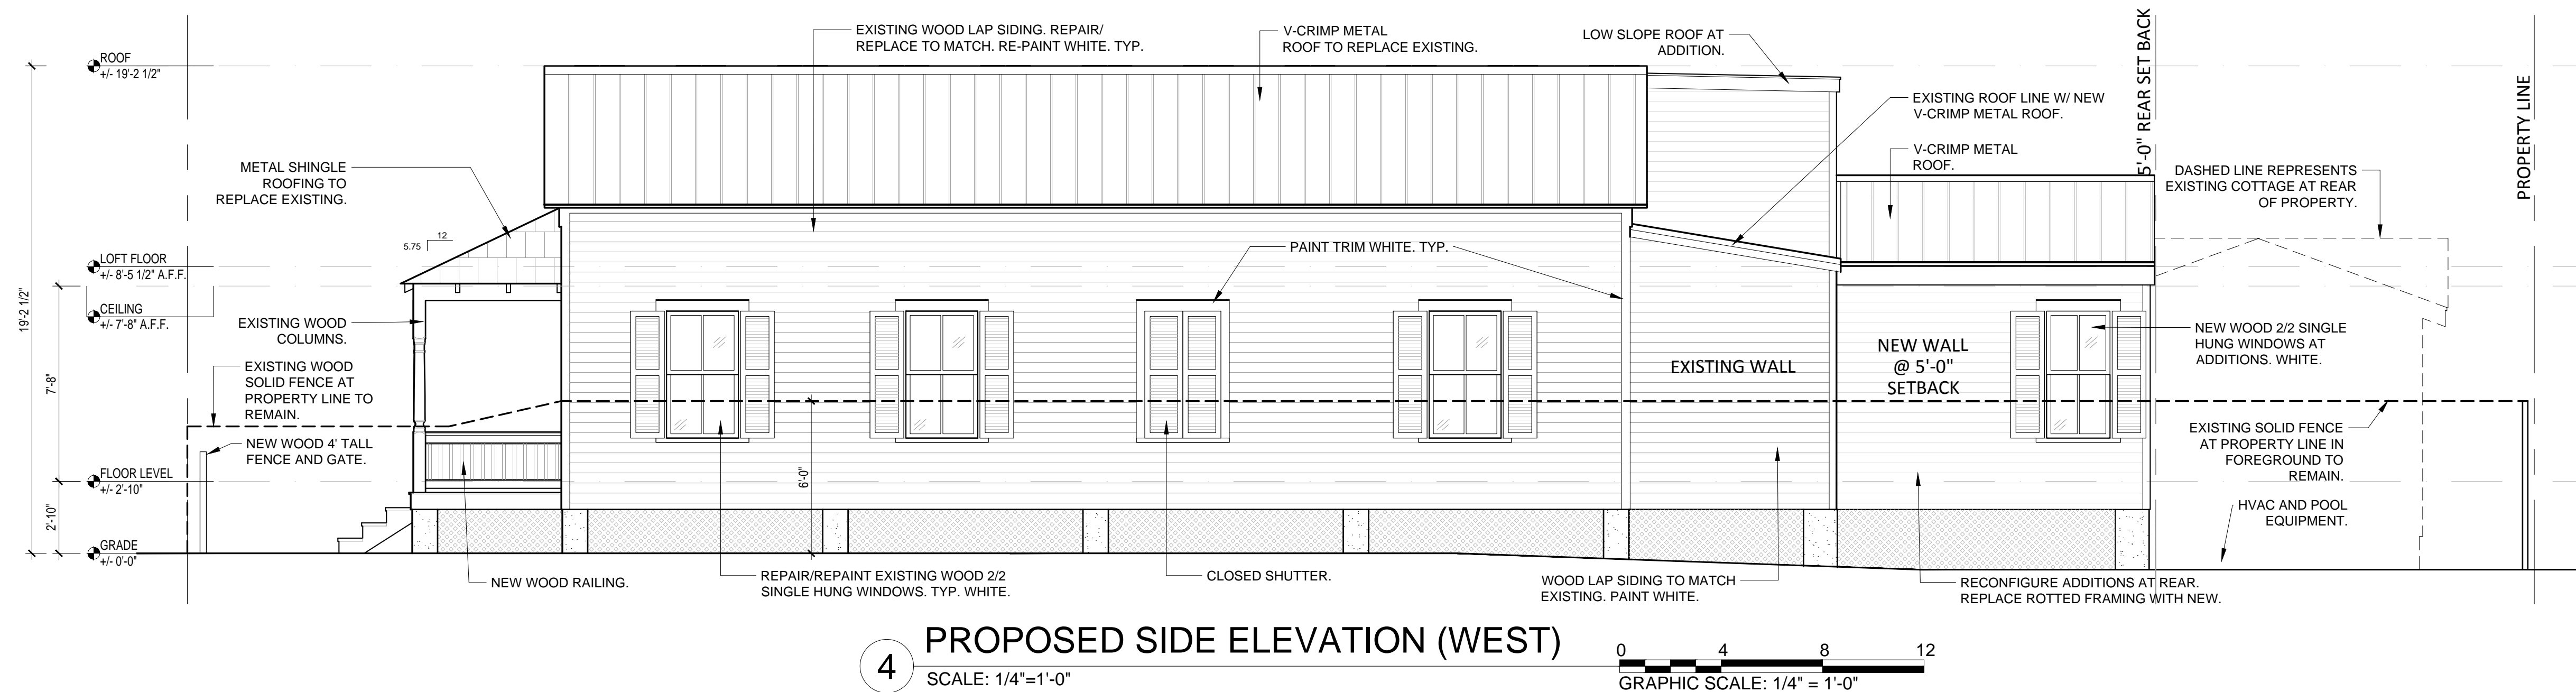 ROOF
+/- 19'-2 1/2"
LOFT FLOOR
+/- 8'-5 1/2" A.F.F.
CEILING
+/- 7'-8" A.F.F.
FLOOR LEVEL
+/- 2'-10"
GRADE
+/- 0'-0"
19'-2 1/2"
7'-8"
2'-10"
METAL SHINGLE
ROOFING TO
REPLACE EXISTING.
5.75
12
EXISTING WOOD
COLUMNS.
EXISTING WOOD
SOLID FENCE AT
PROPERTY LINE TO
REMAIN.
NEW WOOD 4' TALL
FENCE AND GATE.
EXISTING WOOD LAP SIDING. REPAIR/
REPLACE TO MATCH. RE-PAINT WHITE. TYP.
V-CRIMP METAL
ROOF TO REPLACE EXISTING.
LOW SLOPE ROOF AT
ADDITION.
EXISTING ROOF LINE W/ NEW
V-CRIMP METAL ROOF.
V-CRIMP METAL
ROOF.
5'-0" REAR SET BACK
PROPERTY LINE
DASHED LINE REPRESENTS
EXISTING COTTAGE AT REAR
OF PROPERTY.
PAINT TRIM WHITE. TYP.
EXISTING WALL
NEW WALL
@ 5'-0"
SETBACK
NEW WOOD 2/2 SINGLE
HUNG WINDOWS AT
ADDITIONS. WHITE.
EXISTING SOLID FENCE
AT PROPERTY LINE IN
FOREGROUND TO
REMAIN.
HVAC AND POOL
EQUIPMENT.
6'-0"
NEW WOOD RAILING.
REPAIR/REPAINT EXISTING WOOD 2/2
SINGLE HUNG WINDOWS. TYP. WHITE.
CLOSED SHUTTER.
WOOD LAP SIDING TO MATCH
EXISTING. PAINT WHITE.
RECONFIGURE ADDITIONS AT REAR.
REPLACE ROTTED FRAMING WITH NEW.
4
PROPOSED SIDE ELEVATION (WEST)
SCALE: 1/4"=1'-0"
0 4 8 12
GRAPHIC SCALE: 1/4" = 1'-0"